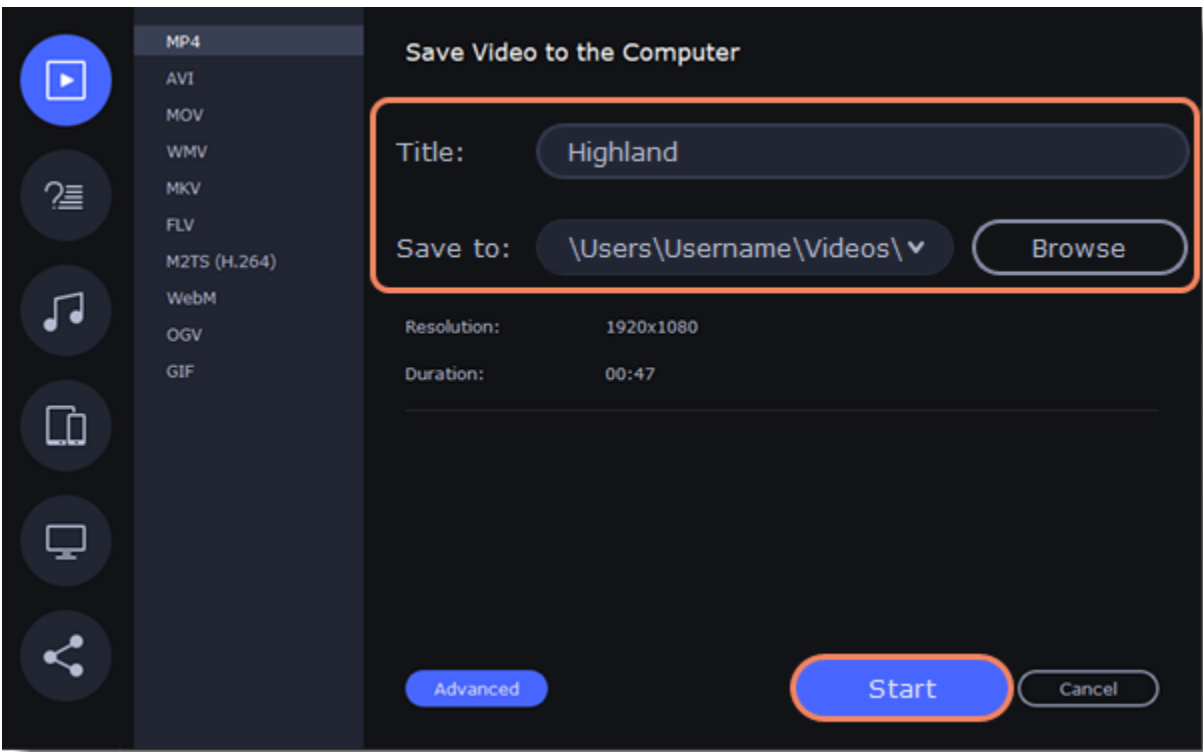 MP4
AVI
MOV
WMV
MKV
FLV
M2TS (H.264)
WebM
OGV
GIF
Save Video to the Computer
Title: Highland
Save to: \Users\Username\Videos\ Browse
Resolution: 1920x1080
Duration: 00:47
Advanced Start Cancel